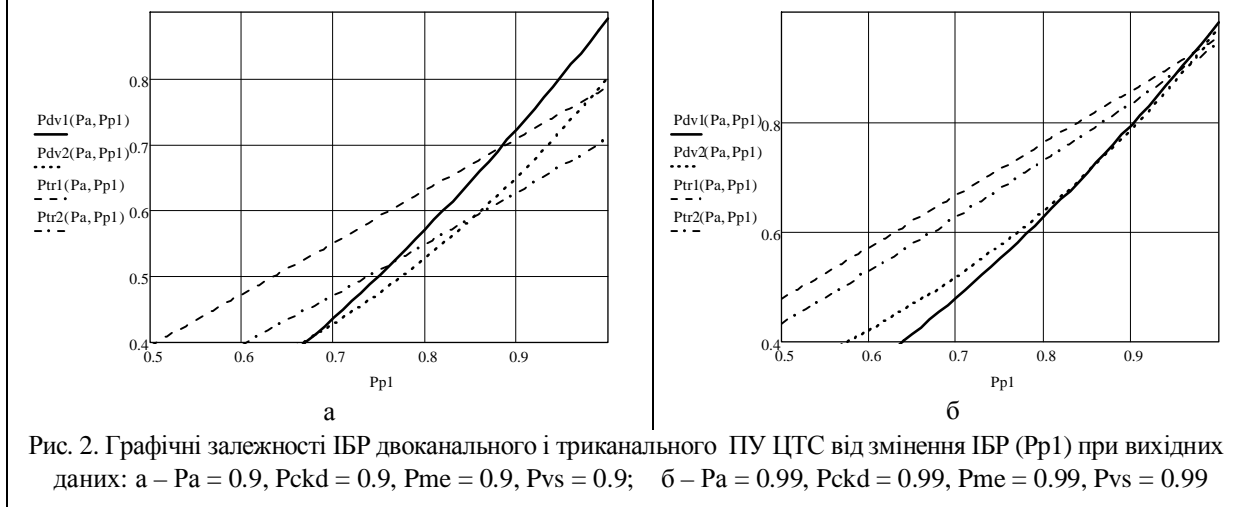 0.8
0.7
0.6
0.5
0.4
Pdv1(Pa,Pp1)
Pdv2(Pa,Pp1)
Ptr1(Pa,Pp1)
Ptr2(Pa,Pp1)
0.5 0.6 0.7 0.8 0.9
Pp1
а
0.8
0.6
0.4
Pdv1(Pa,Pp1)
Pdv2(Pa,Pp1)
Ptr1(Pa,Pp1)
Ptr2(Pa,Pp1)
0.5 0.6 0.7 0.8 0.9
Pp1
б
Рис. 2. Графічні залежності ІБР двоканального і триканального ПУ ЦТС від змінення ІБР (Pp1) при вихідних
даних: а – Pa = 0.9, Pckd = 0.9, Pme = 0.9, Pvs = 0.9; б – Pa = 0.99, Pckd = 0.99, Pme = 0.99, Pvs = 0.99